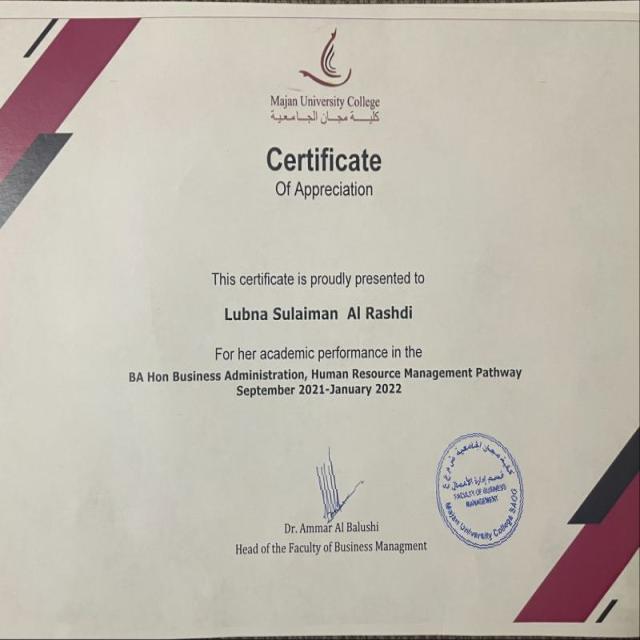 Majan University College
كليـــة مجـان الجـامعيـة
Certificate
Of Appreciation
This certificate is proudly presented to
Lubna Sulaiman Al Rashdi
For her academic performance in the
BA Hon Business Administration, Human Resource Management Pathway
September 2021-January 2022
Dr. Ammar Al Balushi
Head of the Faculty of Business Managment
كلية مجان الجامعية ش م ع ع
قسم إدارة الأعمال
FACULTY OF BUSINESS
MANAGEMENT
Majan University College SAOG